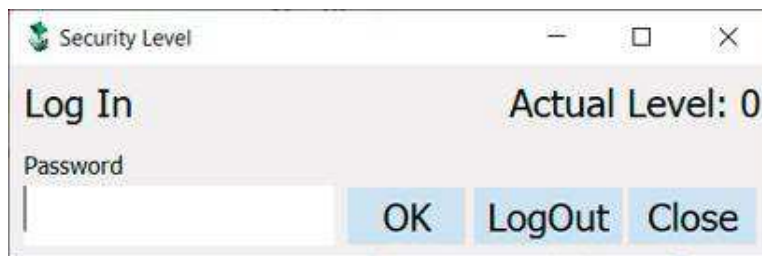 Security Level
Log In Actual Level: 0
Password
OK LogOut Close